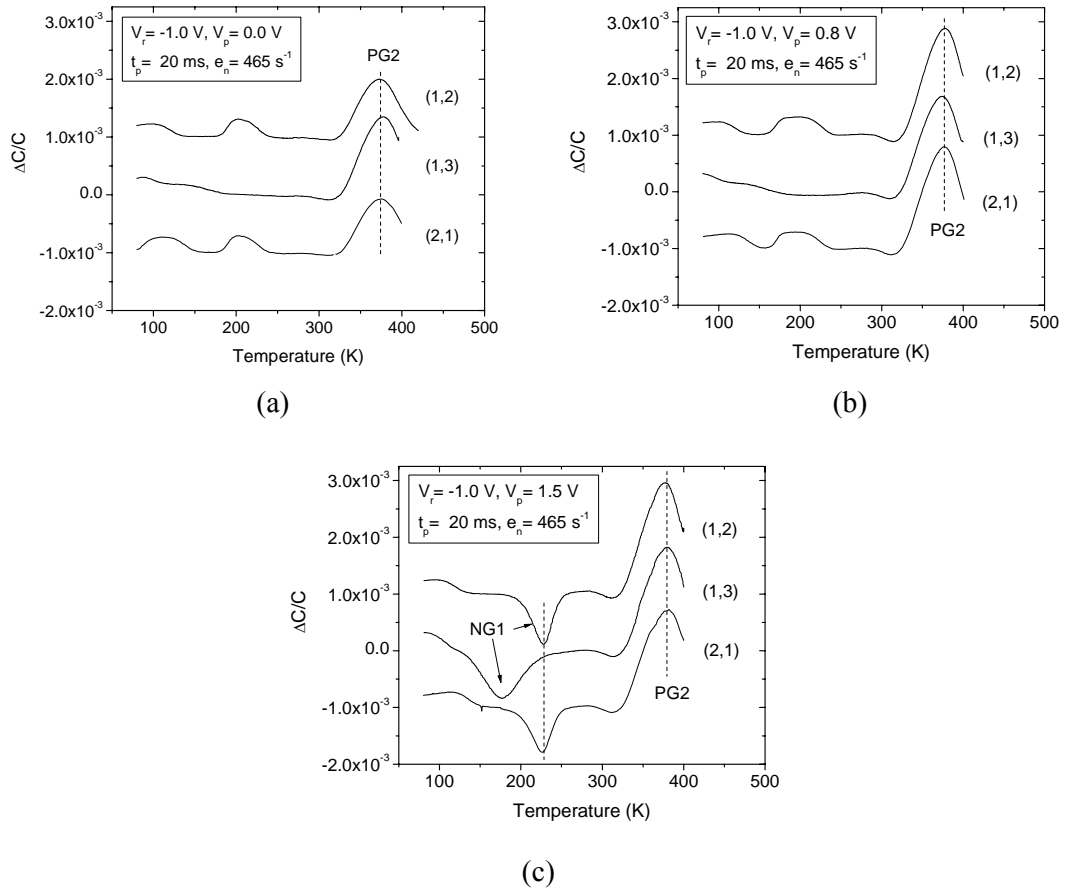 V_r= -1.0 V, V_p= 0.0 V
t_p= 20 ms, e_n= 465 s⁻¹
PG2
(1,2)
(1,3)
(2,1)
3.0x10⁻³
2.0x10⁻³
1.0x10⁻³
0.0
-1.0x10⁻³
-2.0x10⁻³
ΔC/C
100 200 300 400 500
Temperature (K)
(a)
V_r= -1.0 V, V_p= 0.8 V
t_p= 20 ms, e_n= 465 s⁻¹
(1,2)
(1,3)
(2,1)
PG2
3.0x10⁻³
2.0x10⁻³
1.0x10⁻³
0.0
-1.0x10⁻³
-2.0x10⁻³
ΔC/C
100 200 300 400 500
Temperature (K)
(b)
V_r= -1.0 V, V_p= 1.5 V
t_p= 20 ms, e_n= 465 s⁻¹
(1,2)
(1,3)
NG1
(2,1)
PG2
3.0x10⁻³
2.0x10⁻³
1.0x10⁻³
0.0
-1.0x10⁻³
-2.0x10⁻³
ΔC/C
100 200 300 400 500
Temperature (K)
(c)